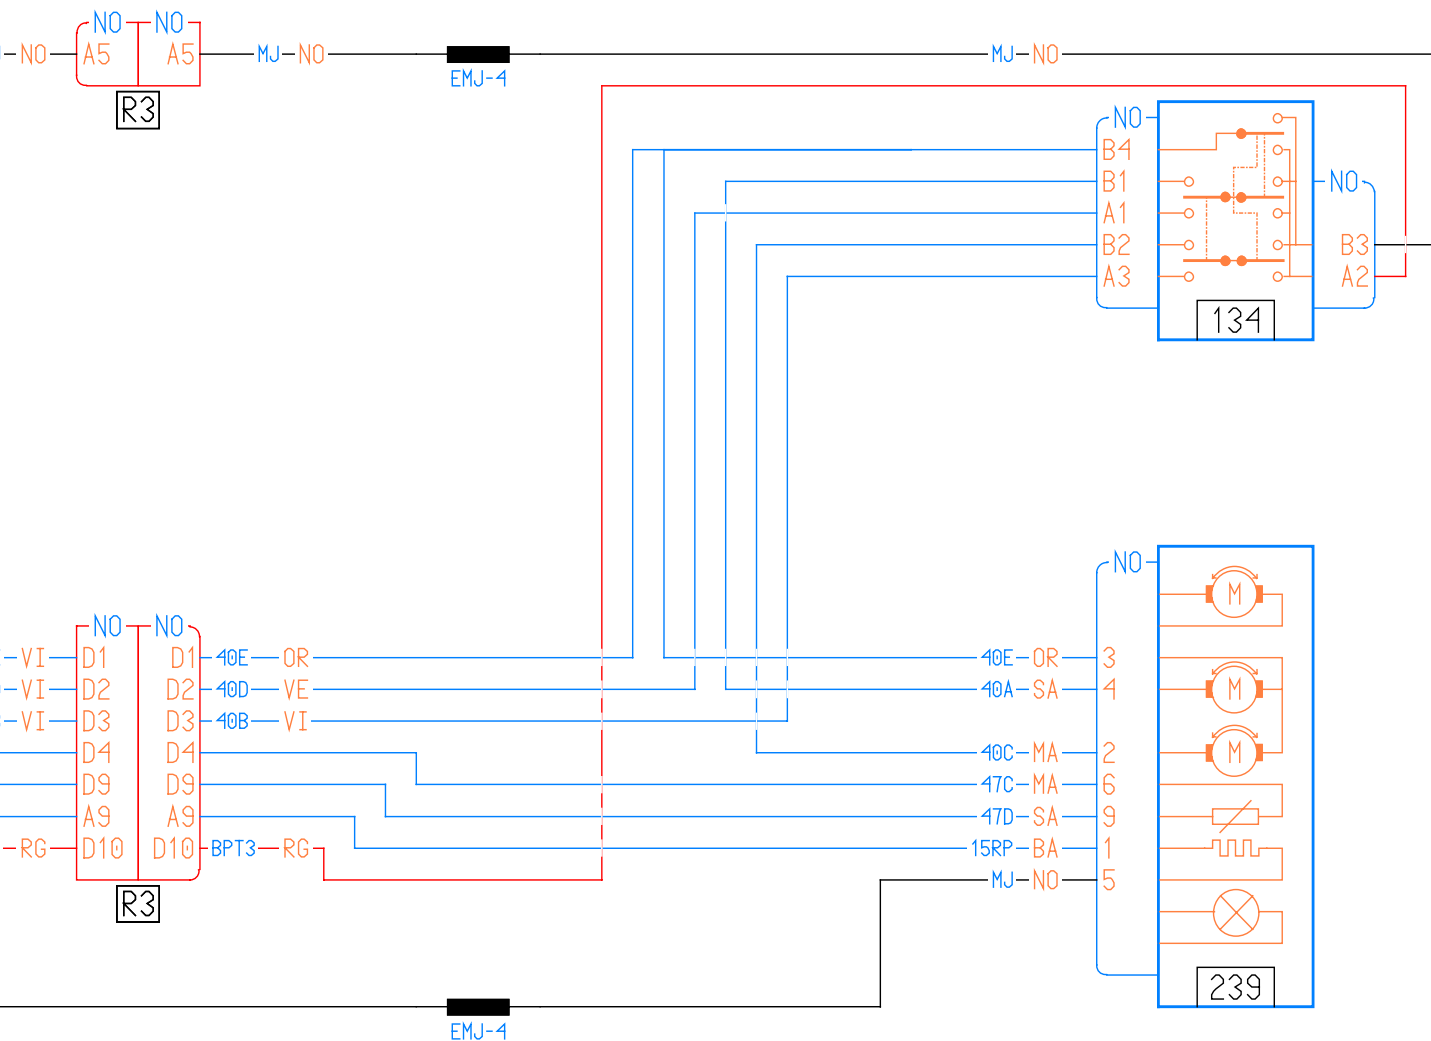 NO NO
NO A5 A5 MJ NO MJ NO
EMJ-4
R3
NO
B4
B1 NO
A1
B2 B3
A3 A2
134
NO
NO NO
VI D1 D1 40E OR 40E OR 3
VI D2 D2 40D VE 40A SA 4
VI D3 D3 40B VI
D4 D4 40C MA 2
D9 D9 47C MA 6
A9 A9 47D SA 9
RG D10 D10 BPT3 RG 15RP BA 1
MJ NO 5
R3
M
M
M
239
EMJ-4